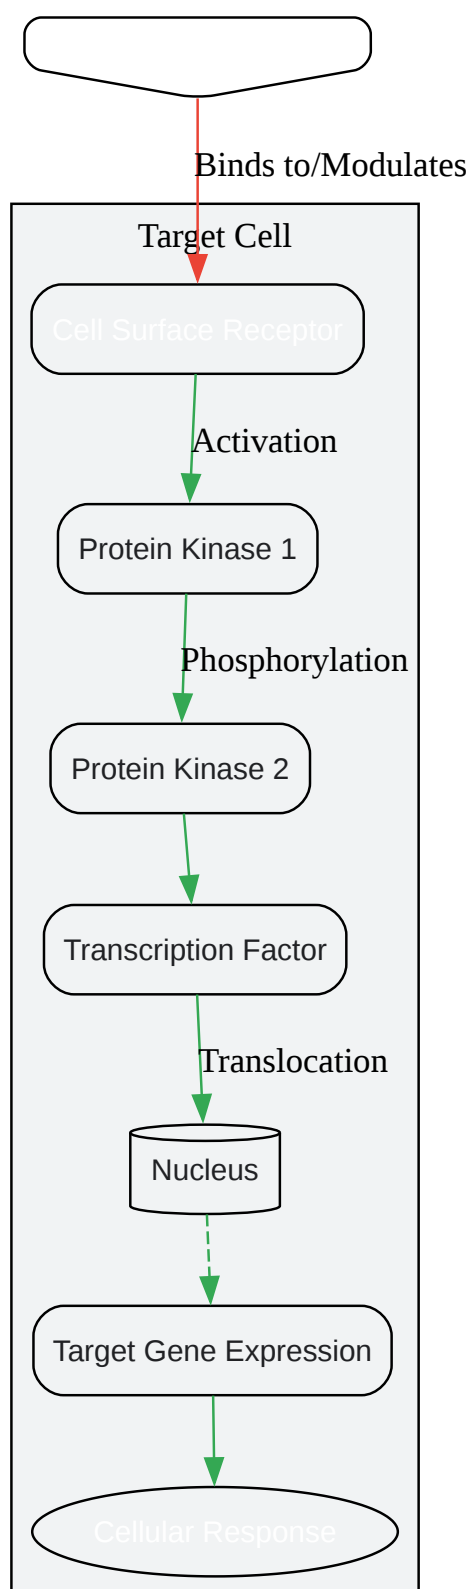 Binds to/Modulates
Target Cell
Cell Surface Receptor
Activation
Protein Kinase 1
Phosphorylation
Protein Kinase 2
Transcription Factor
Translocation
Nucleus
Target Gene Expression
Cellular Response